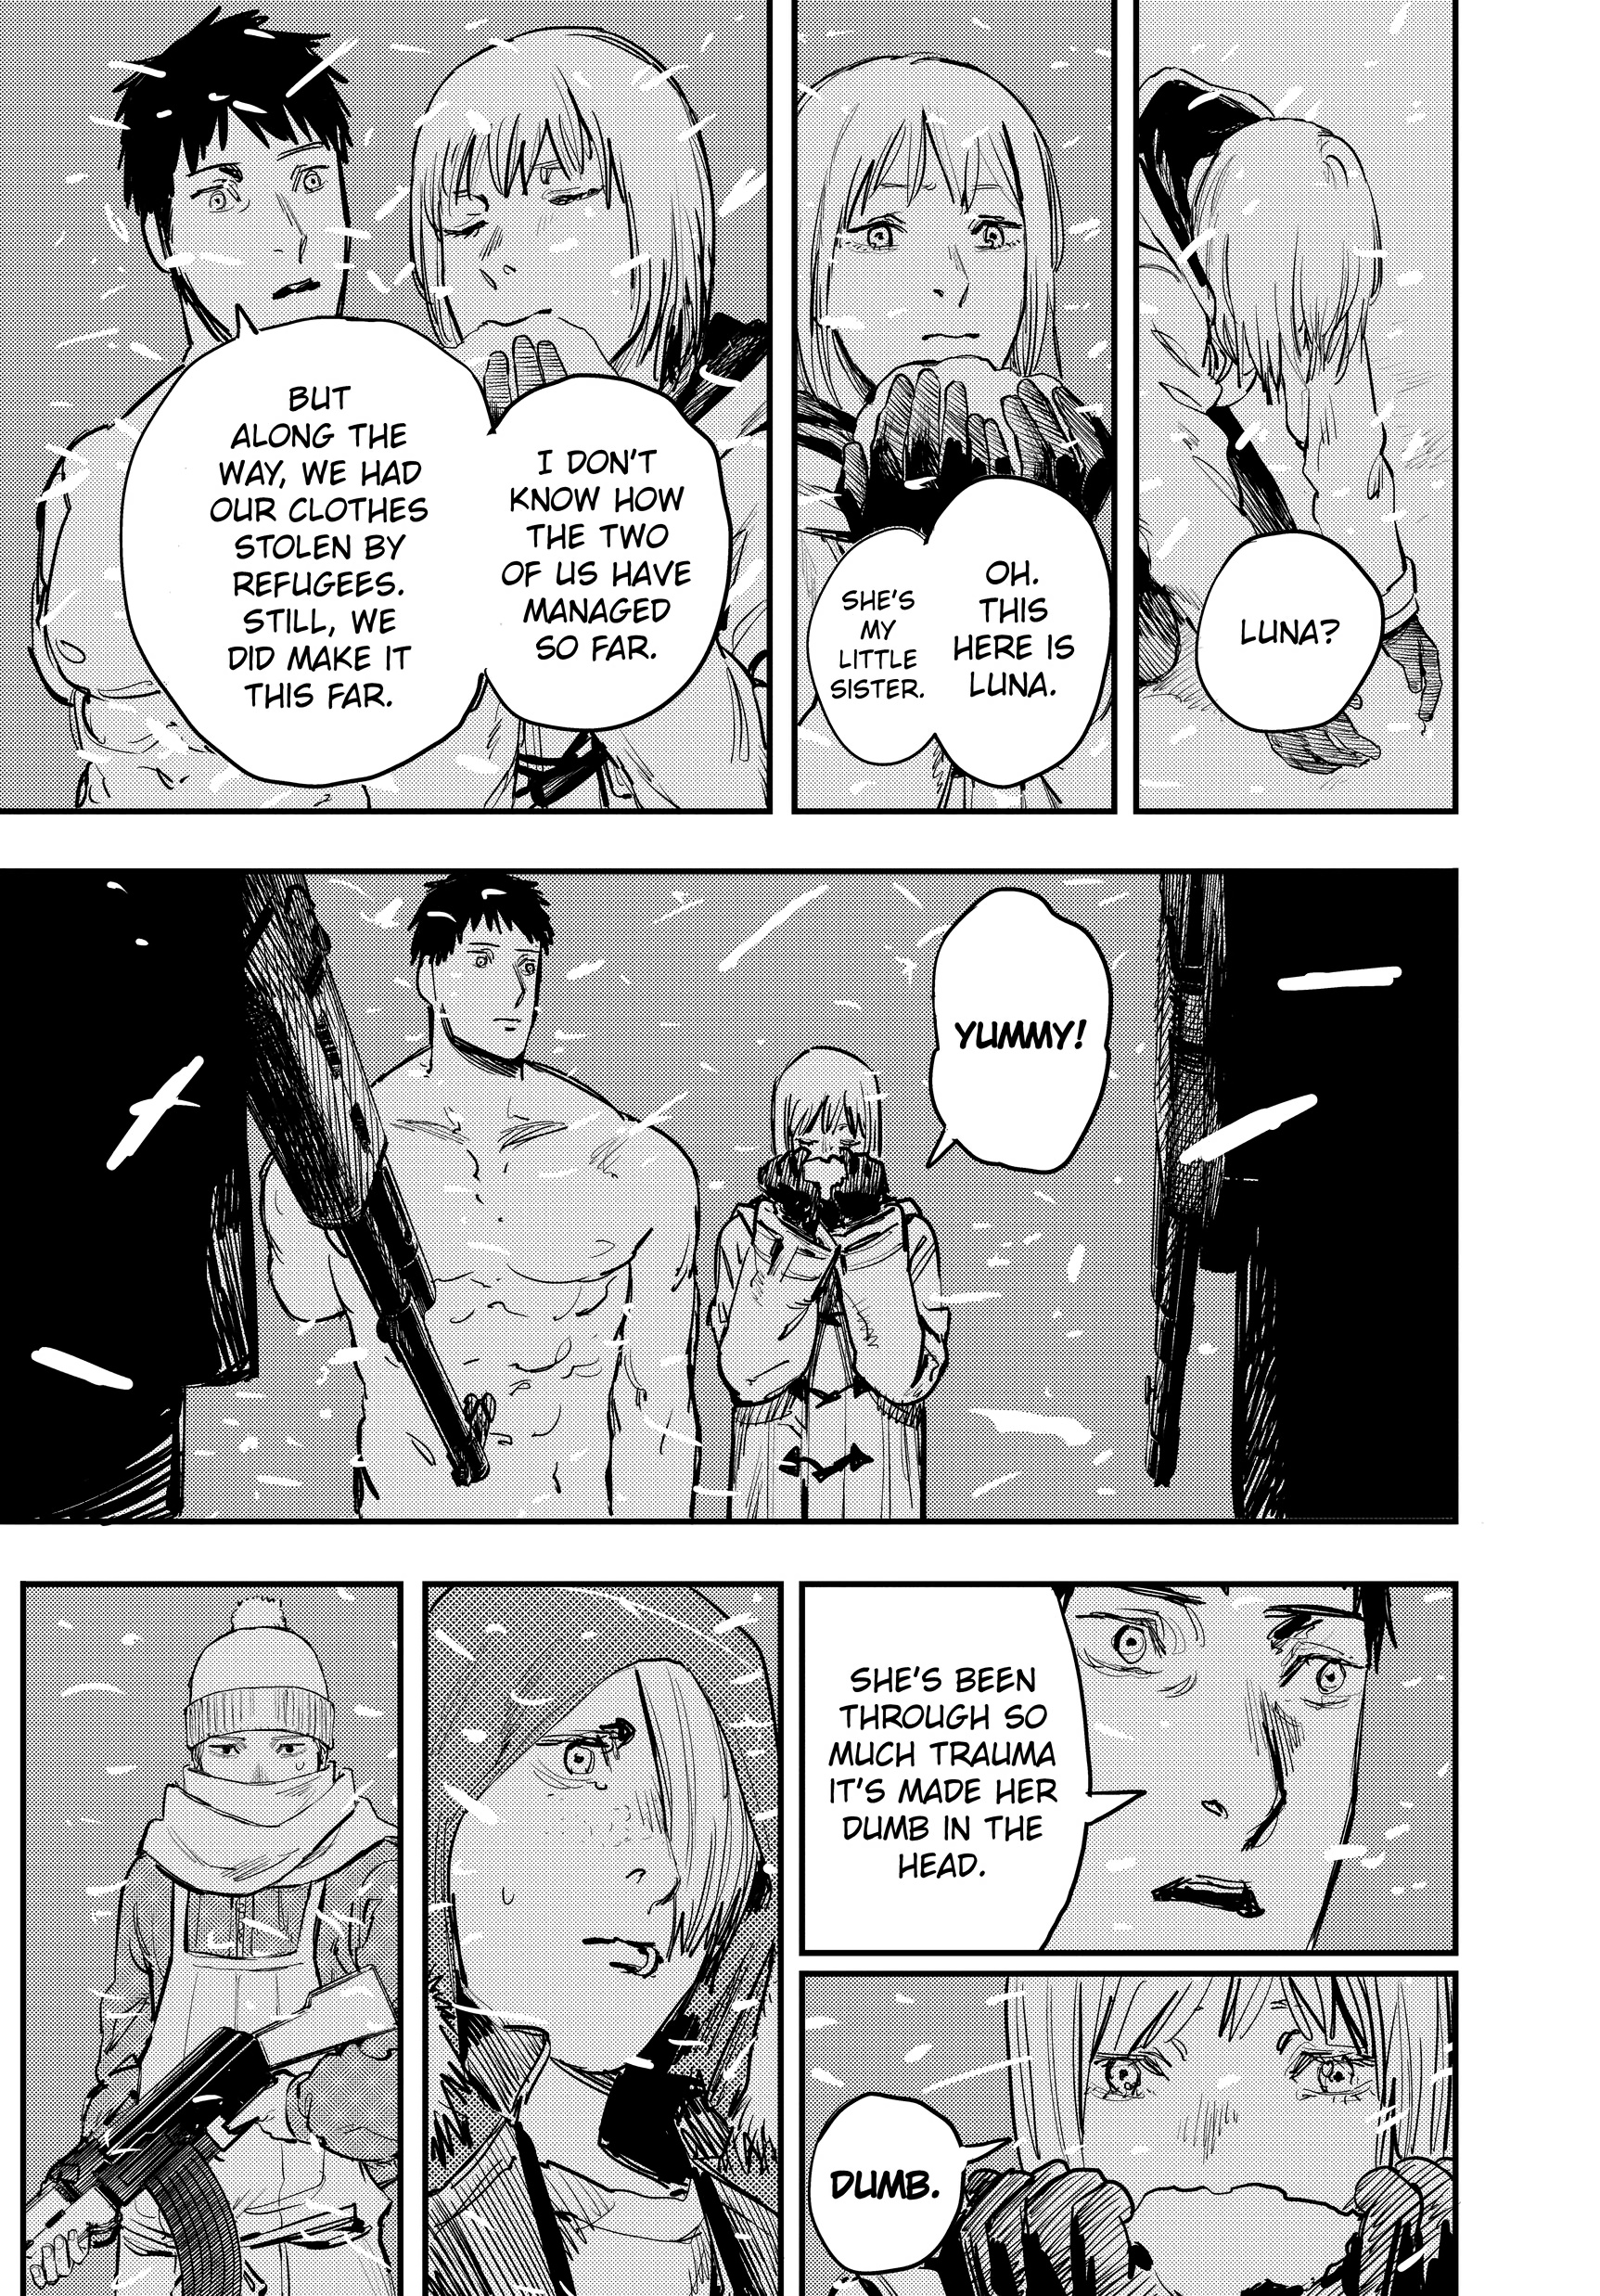 LUNA?
OH.
THIS
HERE IS
LUNA.
SHE'S
MY
LITTLE
SISTER.
I DON'T
KNOW HOW
THE TWO
OF US HAVE
MANAGED
SO FAR.
BUT
ALONG THE
WAY, WE HAD
OUR CLOTHES
STOLEN BY
REFUGEES.
STILL, WE
DID MAKE IT
THIS FAR.
YUMMY!
SHE'S BEEN
THROUGH SO
MUCH TRAUMA
IT'S MADE HER
DUMB IN THE
HEAD.
DUMB.